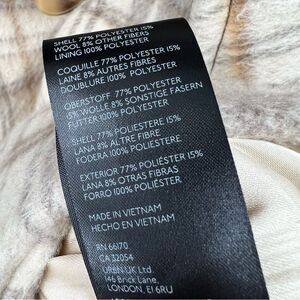 SHELL 77% POLYESTER 15%
WOOL 8% OTHER FIBERS
LINING 100% POLYESTER
COQUILLE 77% POLYESTER 15%
LAINE 8% AUTRES FIBRES
DOUBLURE 100% POLYESTER
OBERSTOFF 77% POLYESTER
15% WOLLE 8% SONSTIGE FASERN
FUTTER 100% POLYESTER
SHELL 77% POLIESTERE 15%
LANA 8% ALTRE FIBRE
FODERA 100% POLIESTERE
EXTERIOR 77% POLIÉSTER 15%
LANA 8% OTRAS FIBRAS
FORRO 100% POLIÉSTER
MADE IN VIETNAM
HECHO EN VIETNAM
RN 66170
CA 32054
URBN UK Ltd.
146 Brick Lane,
LONDON, E1 6RU